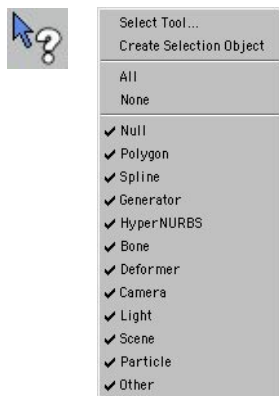 Select Tool...
Create Selection Object
All
None
✔ Null
✔ Polygon
✔ Spline
✔ Generator
✔ HyperNURBS
✔ Bone
✔ Deformer
✔ Camera
✔ Light
✔ Scene
✔ Particle
✔ Other